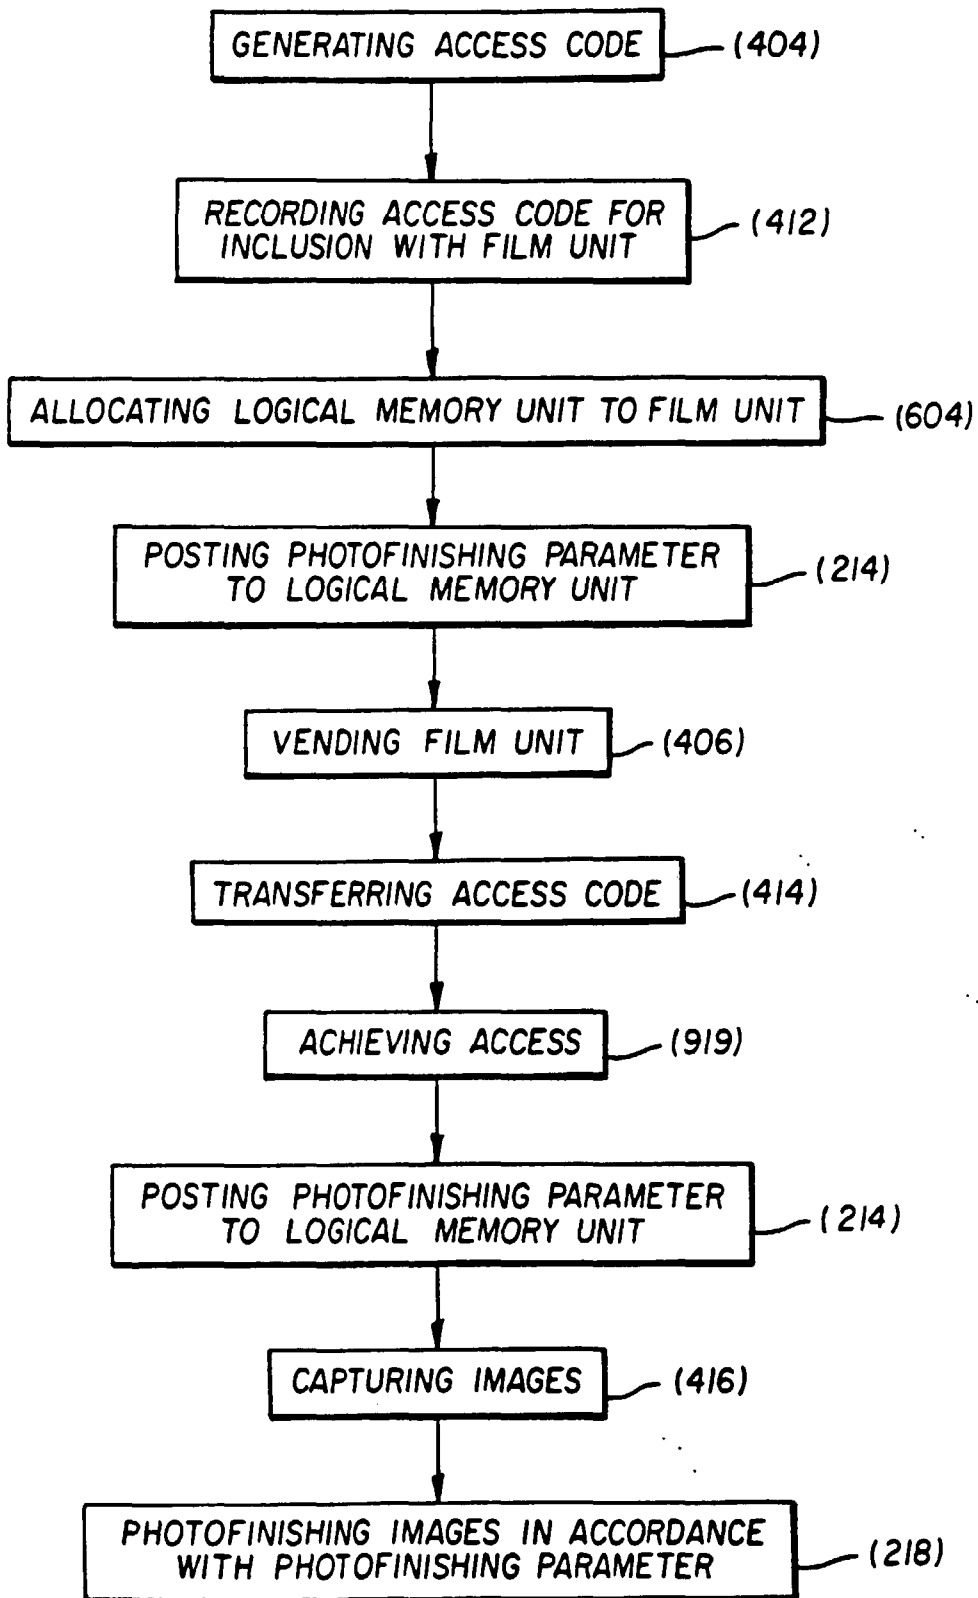 GENERATING ACCESS CODE (404)
RECORDING ACCESS CODE FOR
INCLUSION WITH FILM UNIT
(412)
ALLOCATING LOGICAL MEMORY UNIT TO FILM UNIT (604)
POSTING PHOTOFINISHING PARAMETER
TO LOGICAL MEMORY UNIT
(214)
VENDING FILM UNIT (406)
TRANSFERRING ACCESS CODE (414)
ACHIEVING ACCESS (919)
POSTING PHOTOFINISHING PARAMETER
TO LOGICAL MEMORY UNIT
(214)
CAPTURING IMAGES (416)
PHOTOFINISHING IMAGES IN ACCORDANCE
WITH PHOTOFINISHING PARAMETER
(218)